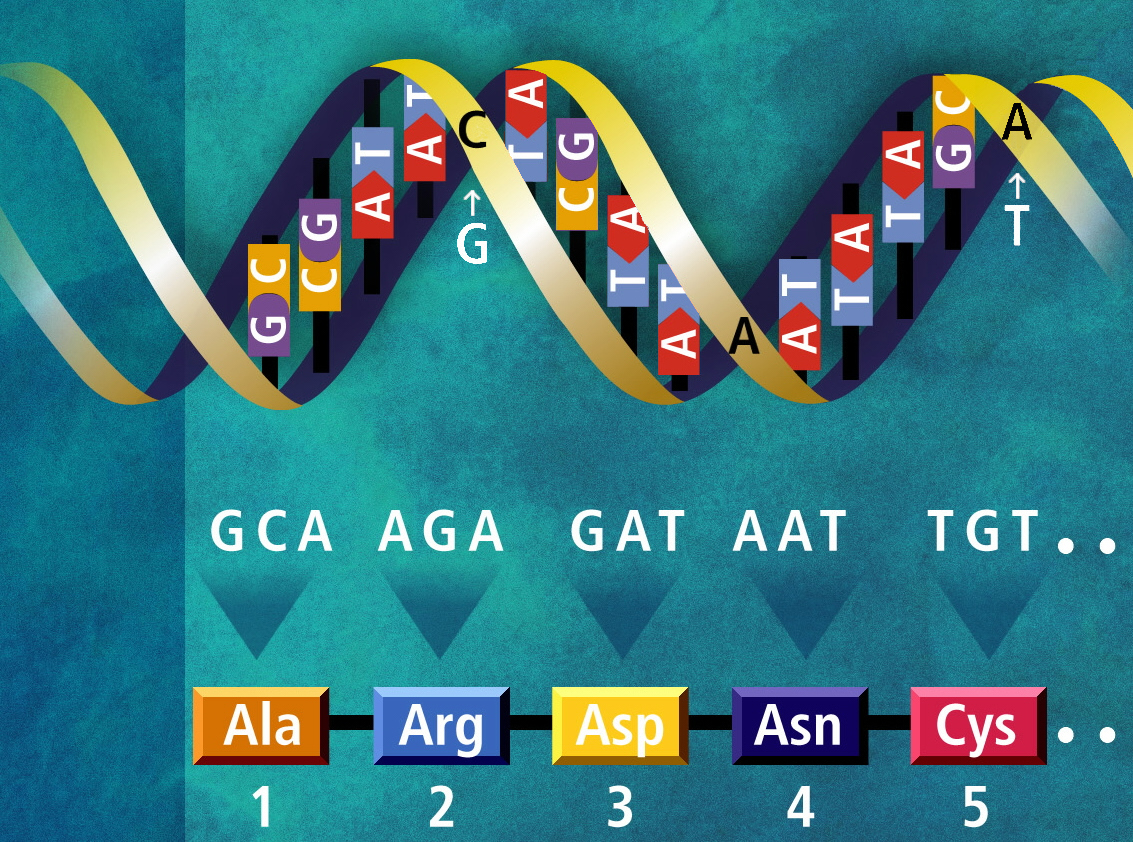 C G T T C A G A T T A A C A
G C A A G T C T A A A T T G T
GCA AGA GAT AAT TGT . .
Ala Arg Asp Asn Cys . .
1 2 3 4 5